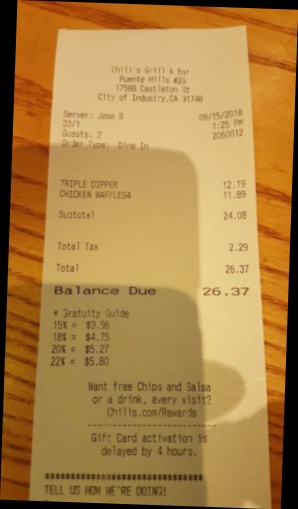 Chili's Grill & Bar
Puente Hills #25
17588 Castleton St
City of Industry,CA 91748
Server: Jose S 09/15/2018
33/1 1:25 PM
Guests: 2 2060012
Order Type: Dine In
TRIPLE DIPPER 12.19
CHICKEN WAFFLES4 11.89
Subtotal 24.08
Total Tax 2.29
Total 26.37
Balance Due 26.37
* Gratuity Guide
15% = $3.96
18% = $4.75
20% = $5.27
22% = $5.80
Want free Chips and Salsa
or a drink, every visit?
Chilis.com/Rewards
--------------------------------
Gift Card activation is
delayed by 4 hours.
********************************
TELL US HOW WE'RE DOING!